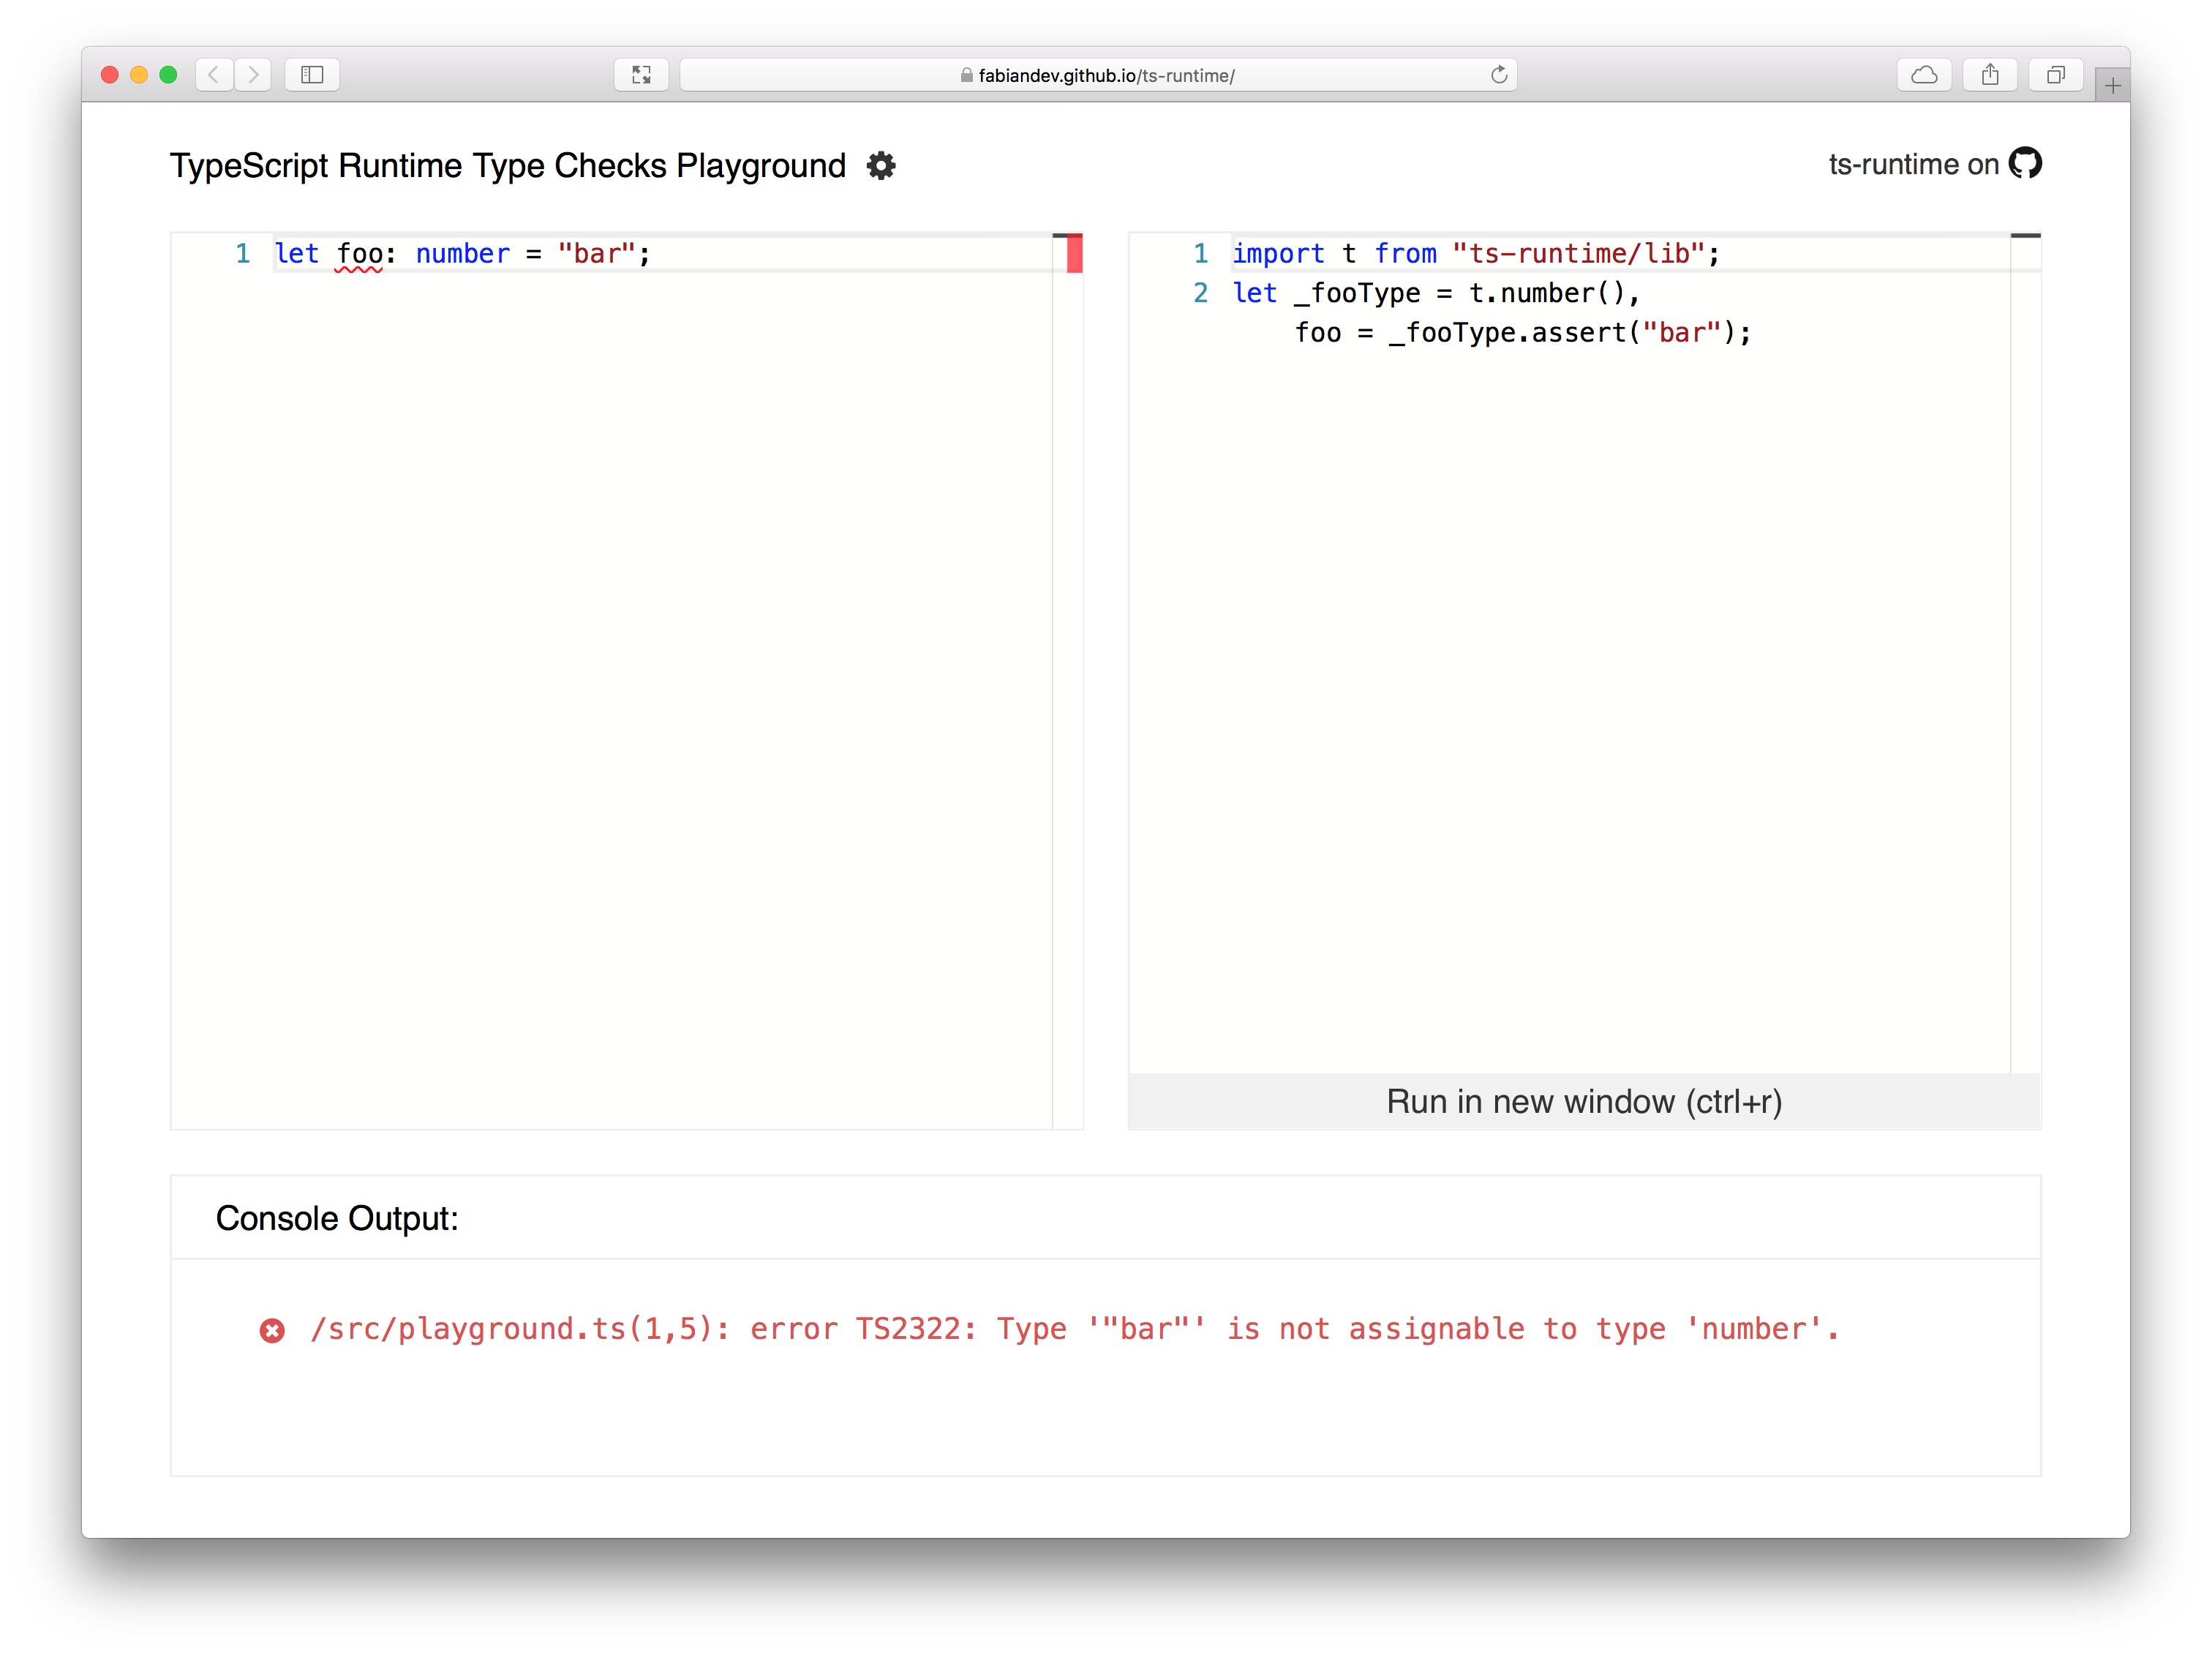 fabiandev.github.io/ts-runtime/
TypeScript Runtime Type Checks Playground
ts-runtime on
1 let foo: number = "bar";
1 import t from "ts-runtime/lib";
2 let _fooType = t.number(),
foo = _fooType.assert("bar");
Run in new window (ctrl+r)
Console Output:
/src/playground.ts(1,5): error TS2322: Type '"bar"' is not assignable to type 'number'.